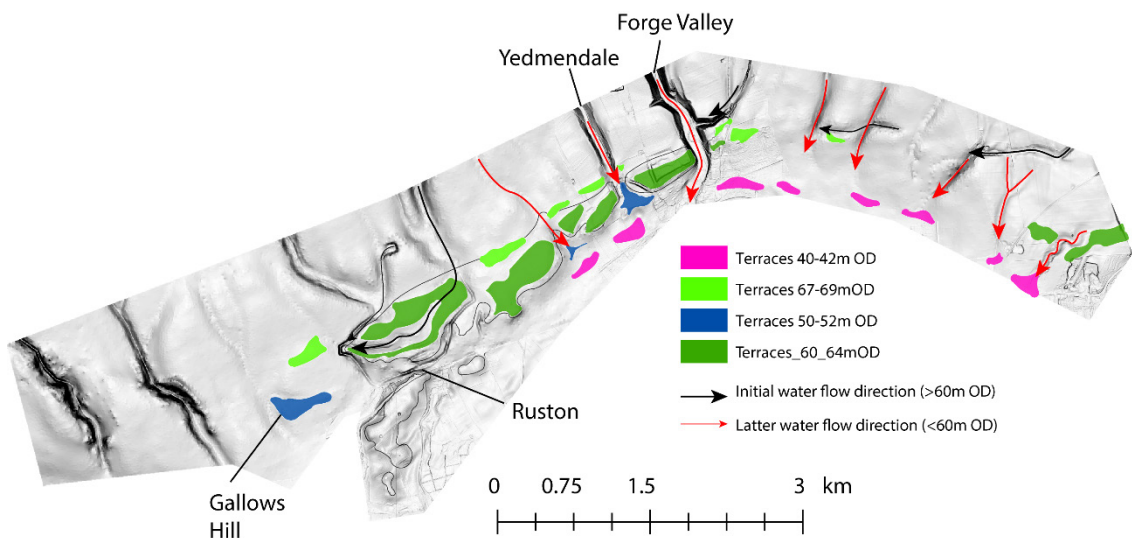 Forge Valley
Yedmendale
Terraces 40-42m OD
Terraces 67-69mOD
Terraces 50-52m OD
Terraces_60_64mOD
Initial water flow direction (>60m OD)
Latter water flow direction (<60m OD)
Ruston
Gallows
Hill
0 0.75 1.5 3 km